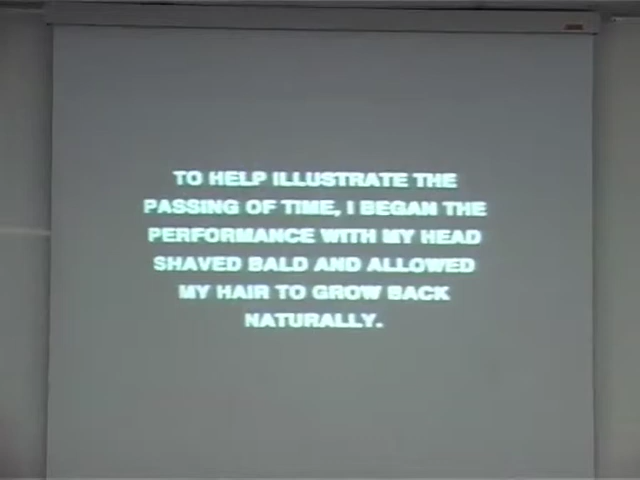 TO HELP ILLUSTRATE THE
PASSING OF TIME, I BEGAN THE
PERFORMANCE WITH MY HEAD
SHAVED BALD AND ALLOWED
MY HAIR TO GROW BACK
NATURALLY.